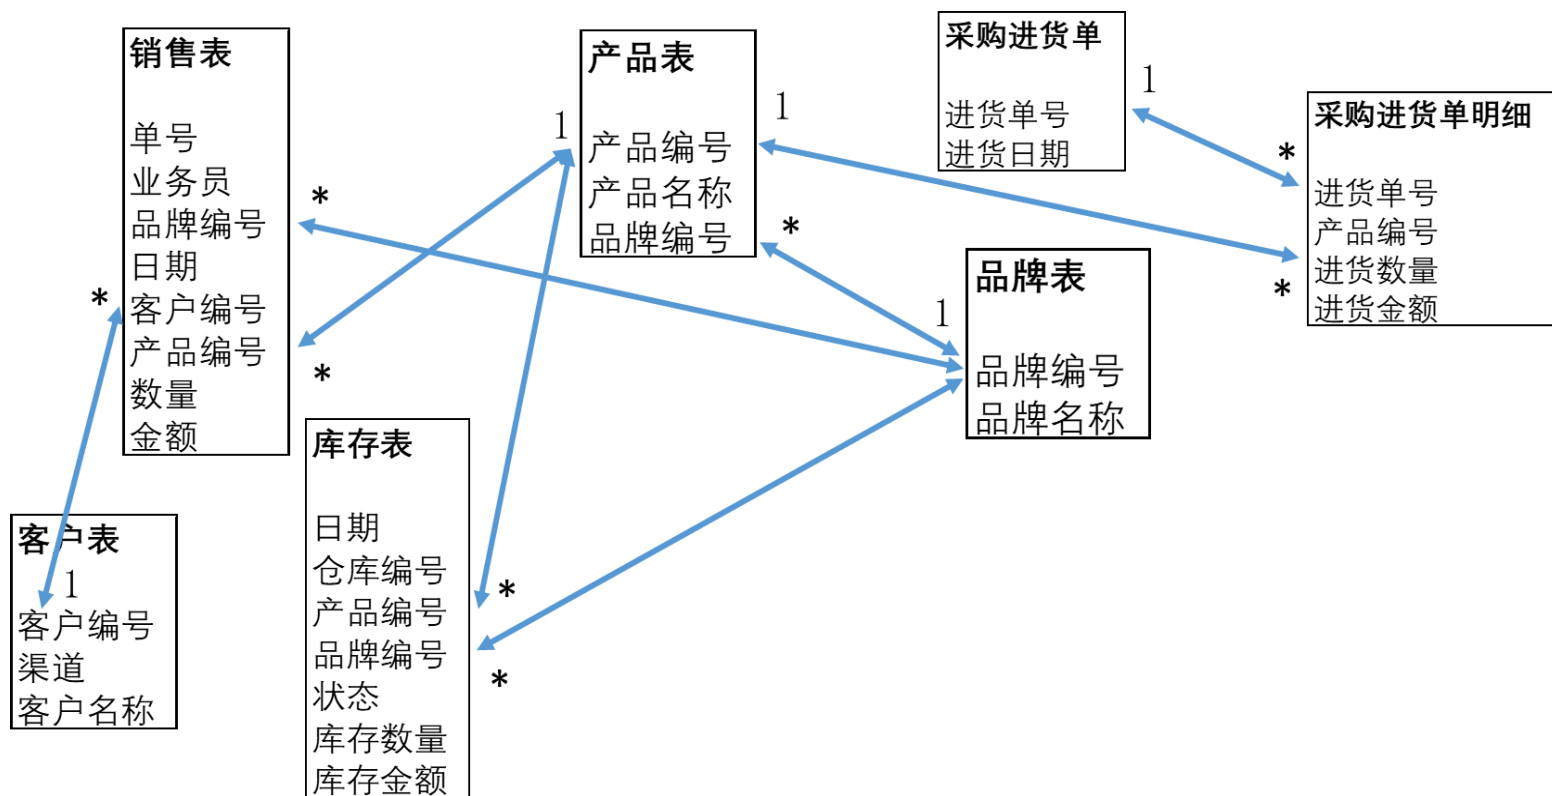 销售表
单号
业务员
品牌编号
日期
客户编号
产品编号
数量
金额
*
*
*
客户表
1
客户编号
渠道
客户名称
库存表
日期
仓库编号
产品编号
品牌编号
状态
库存数量
库存金额
*
*
产品表
产品编号
产品名称
品牌编号
1
1
*
采购进货单
进货单号
进货日期
1
品牌表
品牌编号
品牌名称
1
采购进货单明细
进货单号
产品编号
进货数量
进货金额
*
*